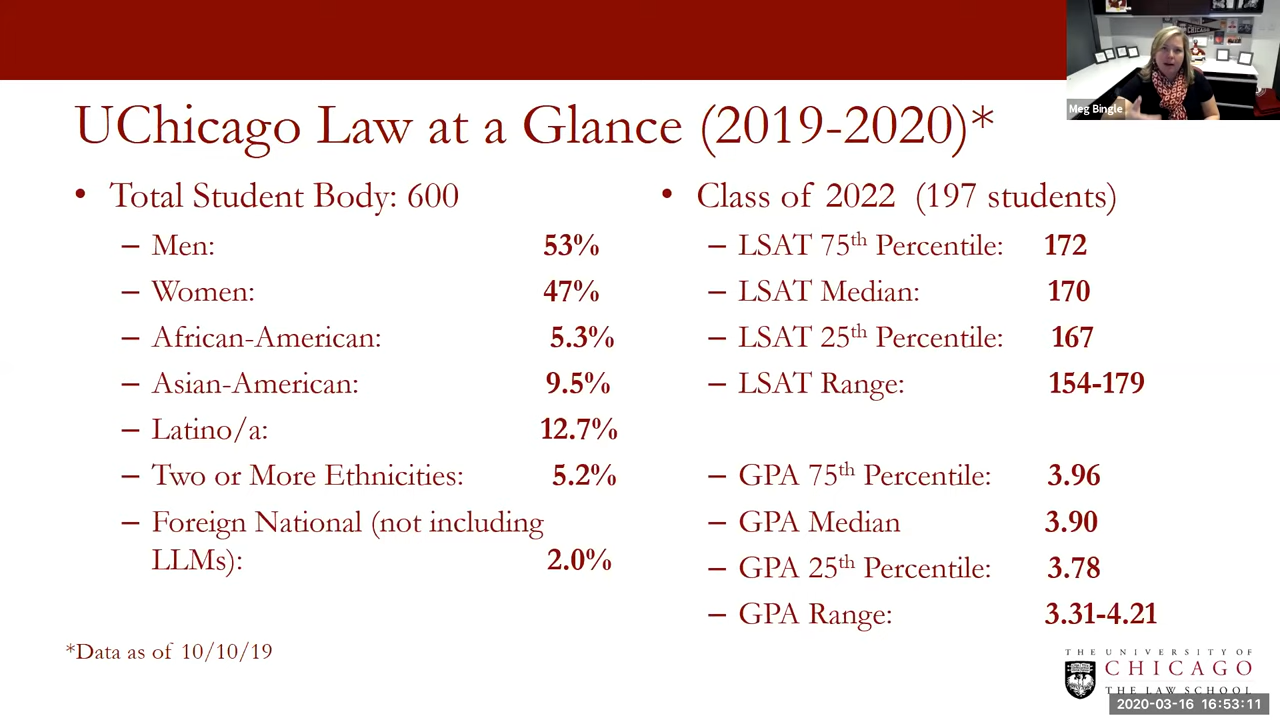 UChicago Law at a Glance (2019-2020)*
• Total Student Body: 600
– Men: 53%
– Women: 47%
– African-American: 5.3%
– Asian-American: 9.5%
– Latino/a: 12.7%
– Two or More Ethnicities: 5.2%
– Foreign National (not including
LLMs): 2.0%
*Data as of 10/10/19
• Class of 2022 (197 students)
– LSAT 75th Percentile: 172
– LSAT Median: 170
– LSAT 25th Percentile: 167
– LSAT Range: 154-179
– GPA 75th Percentile: 3.96
– GPA Median 3.90
– GPA 25th Percentile: 3.78
– GPA Range: 3.31-4.21
Meg Bingle
CHICAGO
THE UNIVERSITY OF
CHICAGO
THE LAW SCHOOL
2020-03-16 16:53:11